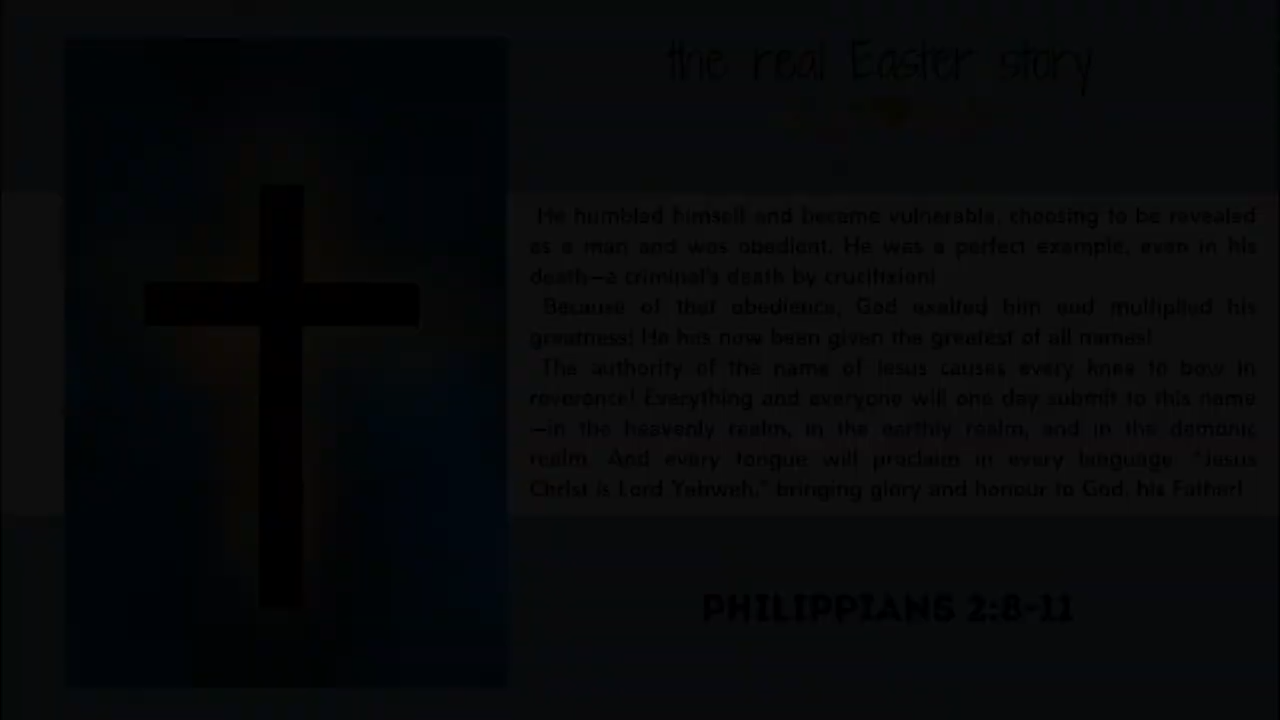 the real Easter story
He humbled himself and became vulnerable, choosing to be revealed
as a man and was obedient. He was a perfect example, even in his
death—a criminal's death by crucifixion!
Because of that obedience, God exalted him and multiplied his
greatness! He has now been given the greatest of all names!
The authority of the name of Jesus causes every knee to bow in
reverence! Everything and everyone will one day submit to this name
—in the heavenly realm, in the earthly realm, and in the demonic
realm. And every tongue will proclaim in every language: "Jesus
Christ is Lord Yahweh," bringing glory and honour to God, his Father!
PHILIPPIANS 2:8-11